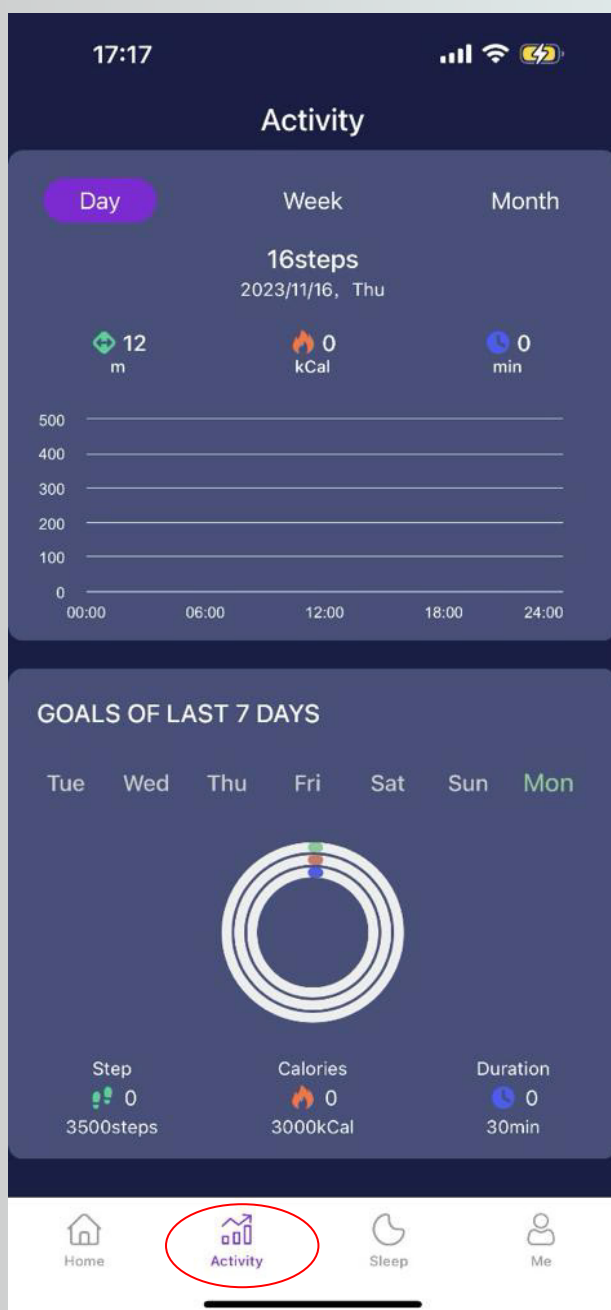 17:17
Activity
Day Week Month
16steps
2023/11/16, Thu
12 0 0
m kCal min
500
400
300
200
100
0
00:00 06:00 12:00 18:00 24:00
GOALS OF LAST 7 DAYS
Tue Wed Thu Fri Sat Sun Mon
Step Calories Duration
0 0 0
3500steps 3000kCal 30min
Home Activity Sleep Me